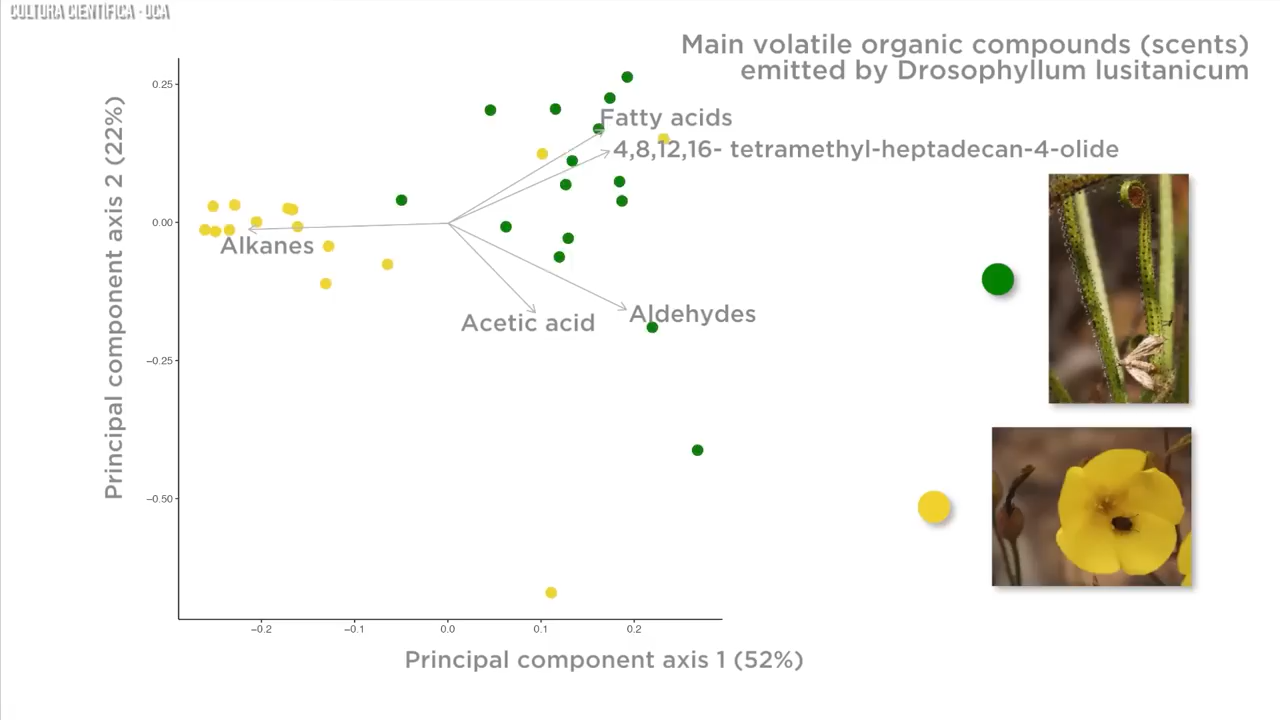 CULTURA CIENTÍFICA · UCA
Main volatile organic compounds (scents)
emitted by Drosophyllum lusitanicum
Principal component axis 2 (22%)
0.25
0.00
−0.25
−0.50
Fatty acids
4,8,12,16- tetramethyl-heptadecan-4-olide
Alkanes
Acetic acid
Aldehydes
−0.2
−0.1
0.0
0.1
0.2
Principal component axis 1 (52%)